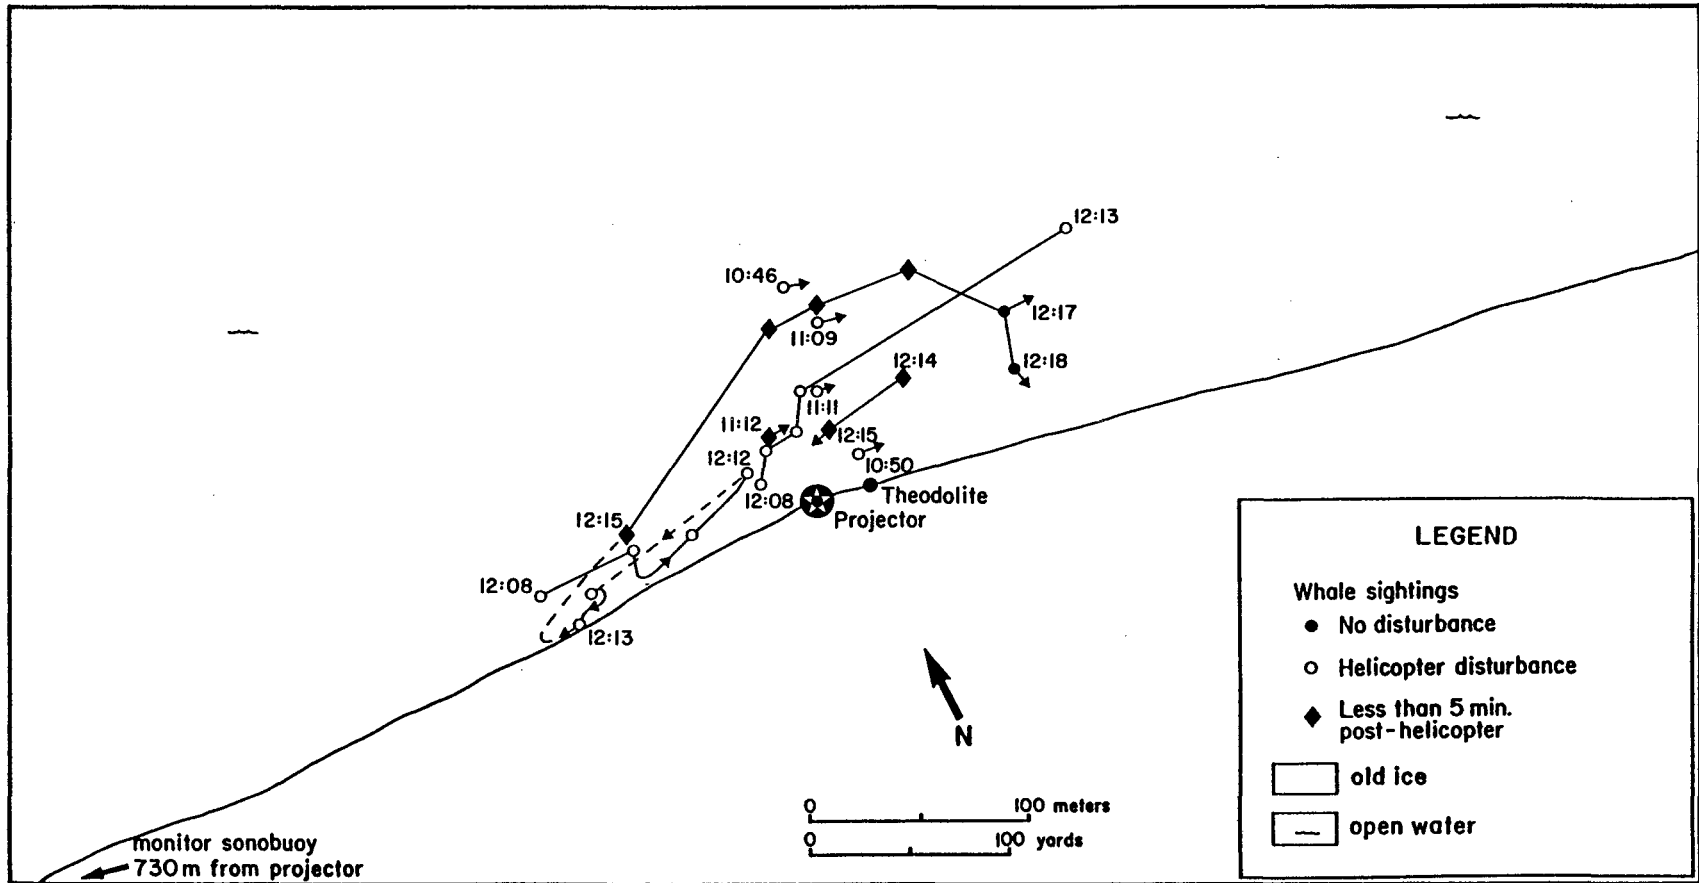 12:13
10:46
12:17
11:09
12:18
12:14
11:11
11:12
12:15
12:12
10:50
12:08
Theodolite
Projector
12:15
12:08
12:13
N
0 100 meters
0 100 yards
monitor sonobuoy
730m from projector
LEGEND
Whale sightings
No disturbance
Helicopter disturbance
Less than 5 min.
post-helicopter
old ice
open water